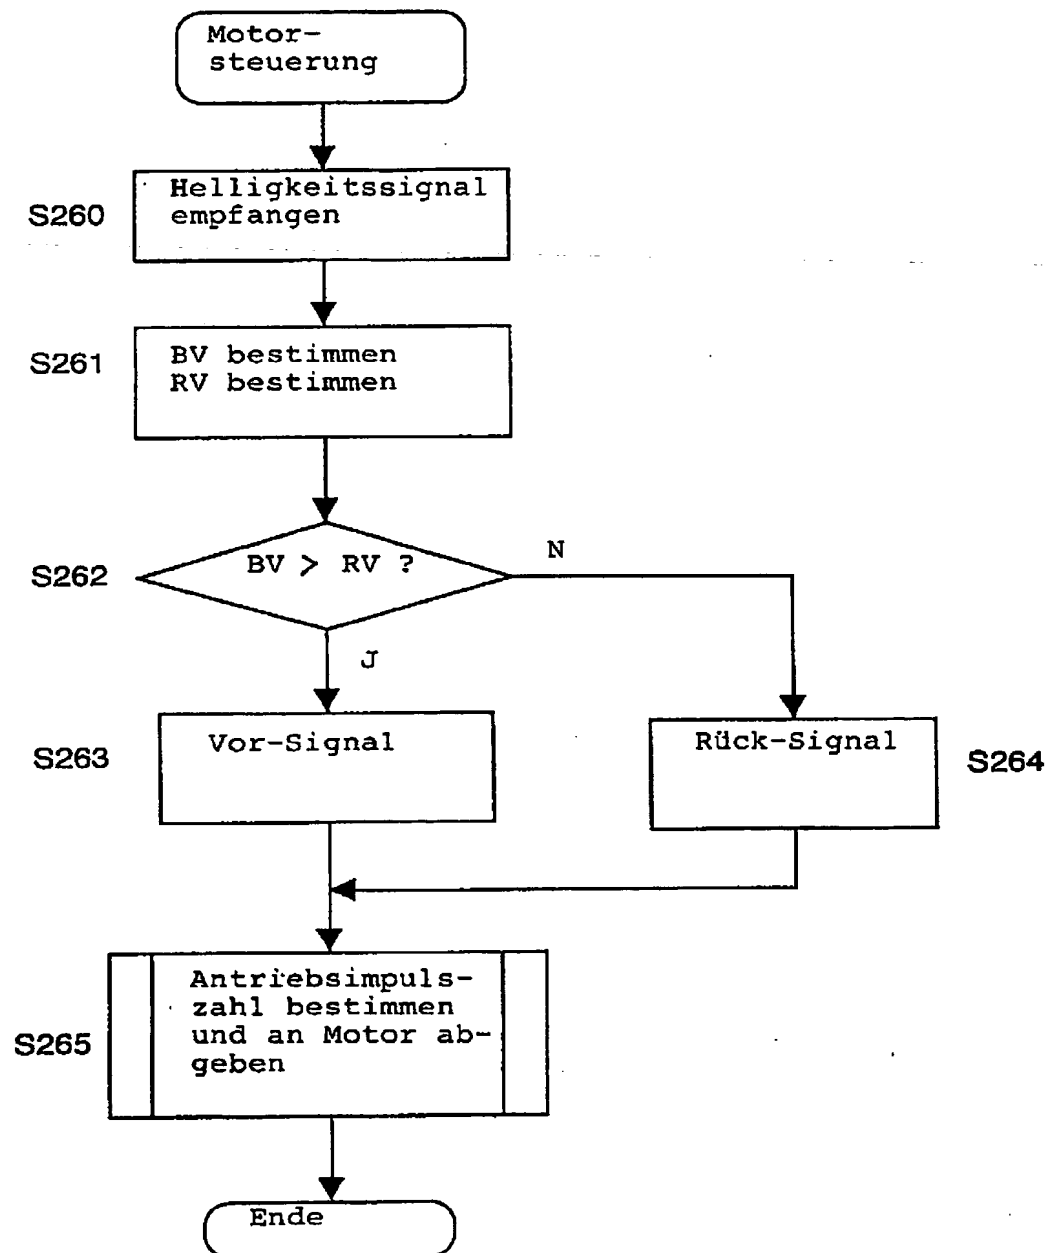 Motor-
steuerung
S260
Helligkeitssignal
empfangen
S261
BV bestimmen
RV bestimmen
S262
BV > RV ?
N
J
S263
Vor-Signal
Rück-Signal
S264
S265
Antriebsimpuls-
zahl bestimmen
und an Motor ab-
geben
Ende